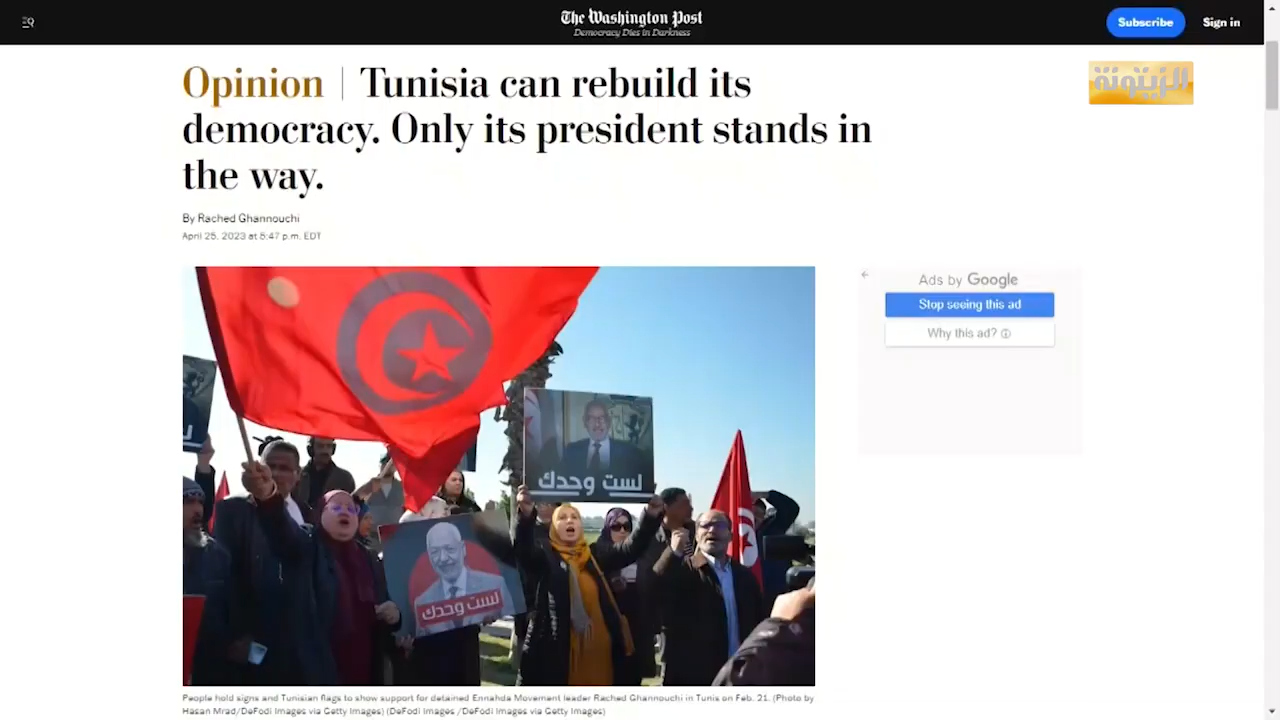 The Washington Post
Democracy Dies in Darkness
Subscribe
Sign in
الزيتونة
Opinion | Tunisia can rebuild its
democracy. Only its president stands in
the way.
By Rached Ghannouchi
April 25, 2023 at 5:47 p.m. EDT
Ads by Google
Stop seeing this ad
Why this ad?
لست وحدك
لست وحدك
People hold signs and Tunisian flags to show support for detained Ennahda Movement leader Rached Ghannouchi in Tunis on Feb. 21. (Photo by
Hasan Mrad/DeFodi Images via Getty Images) (DeFodi Images /DeFodi Images via Getty Images)